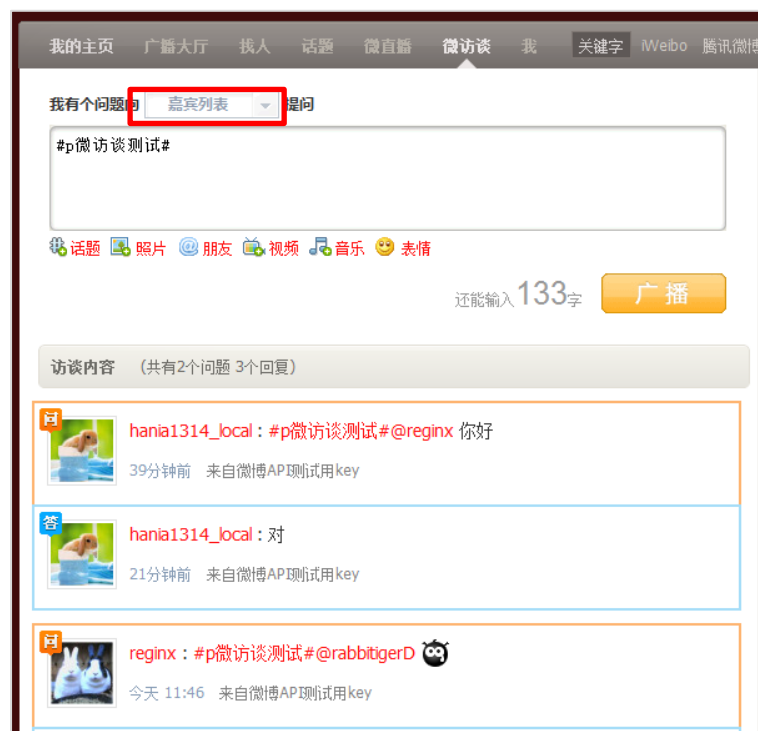 我的主页 广播大厅 找人 话题 微直播 微访谈 我 关键字 iWeibo 腾讯微博
我有个问题向 嘉宾列表 提问
#p微访谈测试#
话题 照片 朋友 视频 音乐 表情
还能输入133字 广播
访谈内容 (共有2个问题 3个回复)
问
hania1314_local：#p微访谈测试#@reginx 你好
39分钟前 来自微博API测试用key
答
hania1314_local：对
21分钟前 来自微博API测试用key
问
reginx：#p微访谈测试#@rabbitigerD
今天 11:46 来自微博API测试用key